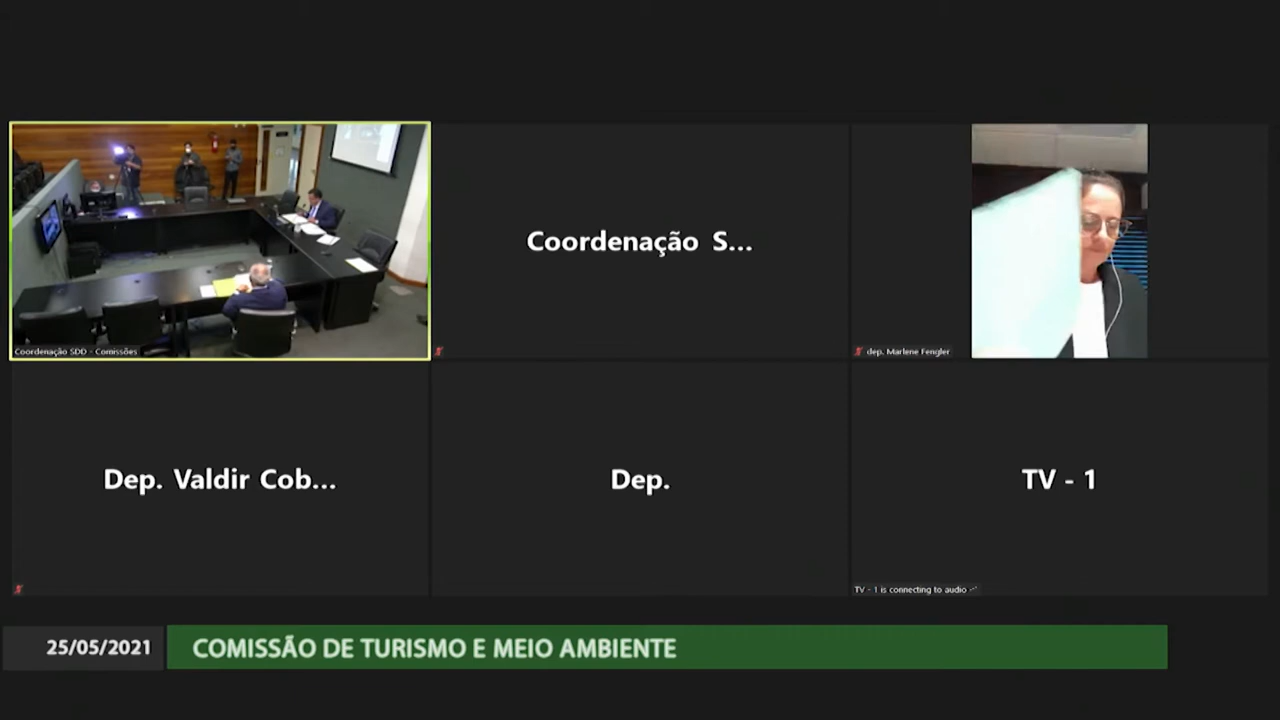 Coordenação SDD - Comissões
Coordenação S...
dep. Marlene Fengler
Dep. Valdir Cob...
Dep.
TV - 1
TV - 1 is connecting to audio
25/05/2021
COMISSÃO DE TURISMO E MEIO AMBIENTE